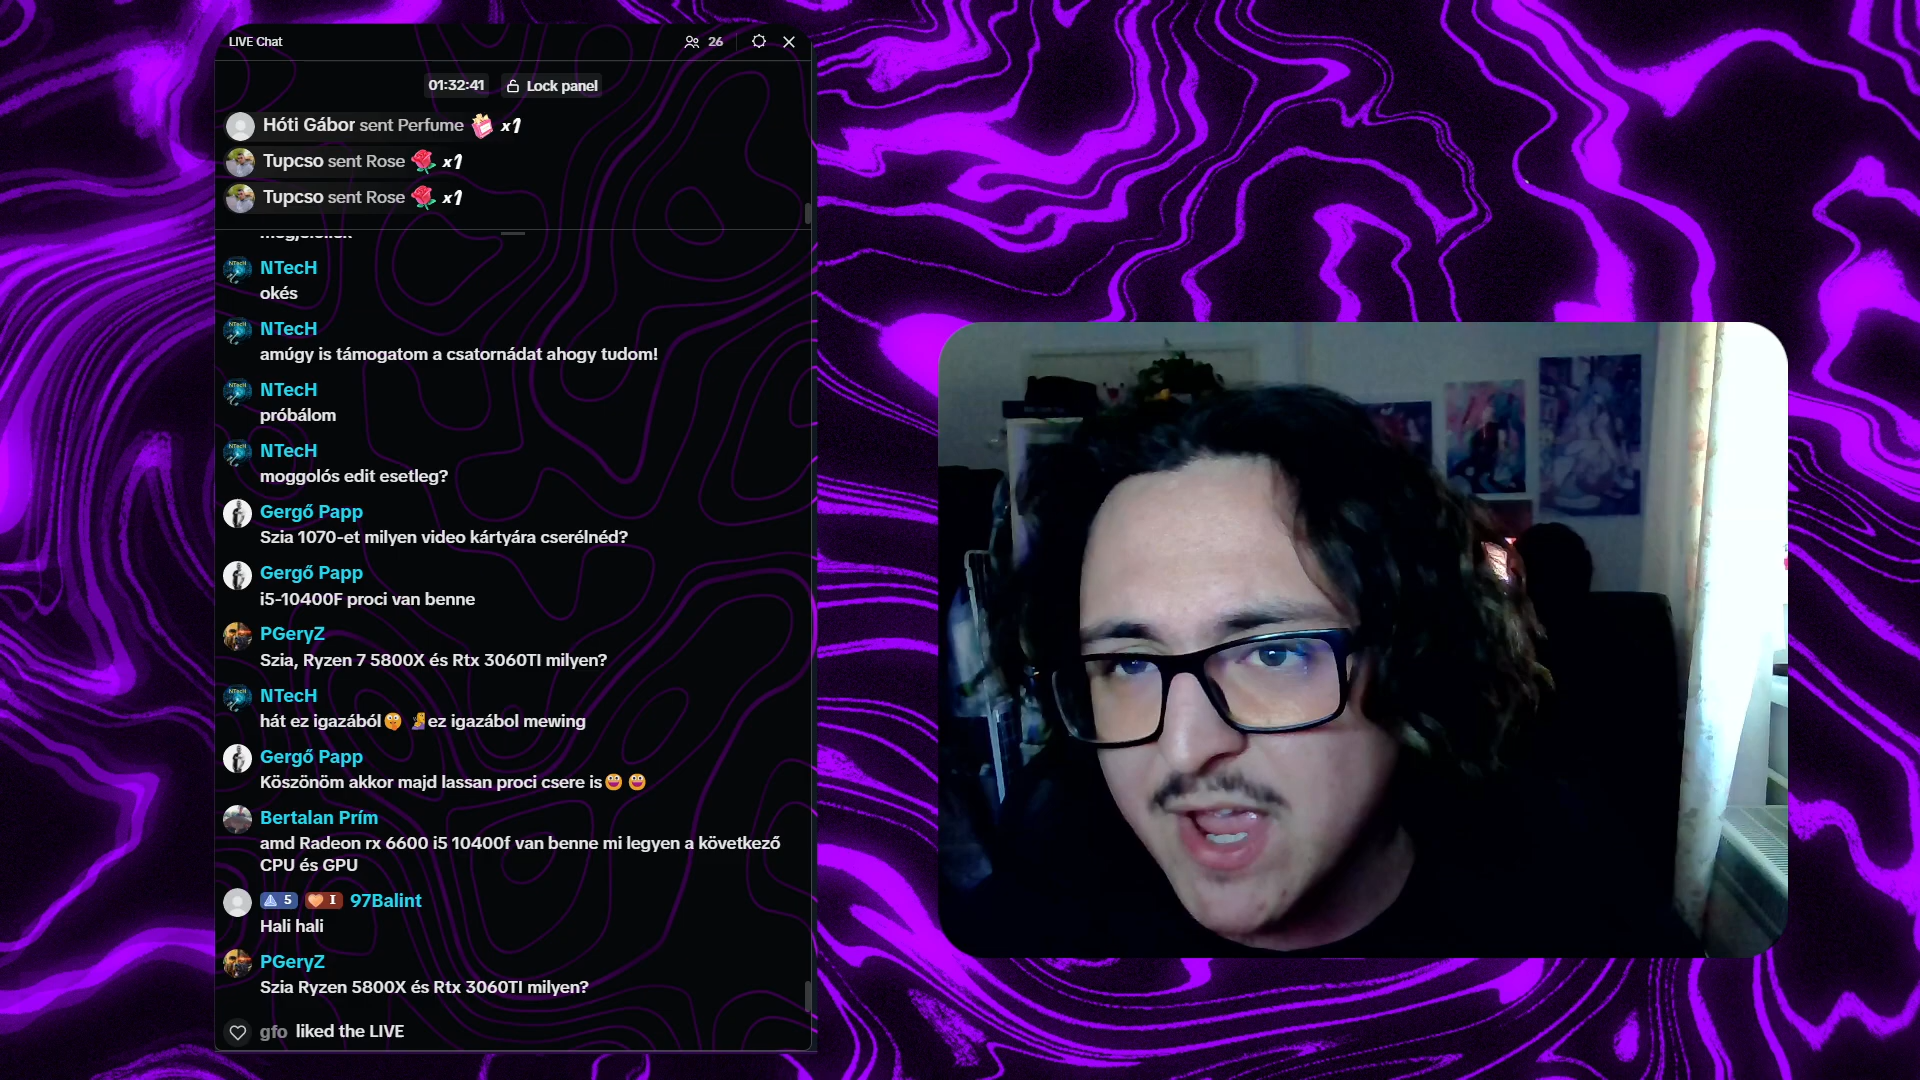 LIVE Chat
26
01:32:41
Lock panel
Hóti Gábor sent Perfume x1
Tupcso sent Rose x1
Tupcso sent Rose x1
NTecH
okés
NTecH
amúgy is támogatom a csatornádat ahogy tudom!
NTecH
próbálom
NTecH
moggolós edit esetleg?
Gergő Papp
Szia 1070-et milyen video kártyára cserélnéd?
Gergő Papp
i5-10400F proci van benne
PGeryZ
Szia, Ryzen 7 5800X és Rtx 3060TI milyen?
NTecH
hát ez igazából ez igazábol mewing
Gergő Papp
Köszönöm akkor majd lassan proci csere is
Bertalan Prím
amd Radeon rx 6600 i5 10400f van benne mi legyen a következő
CPU és GPU
5 I 97Balint
Hali hali
PGeryZ
Szia Ryzen 5800X és Rtx 3060TI milyen?
gfo liked the LIVE